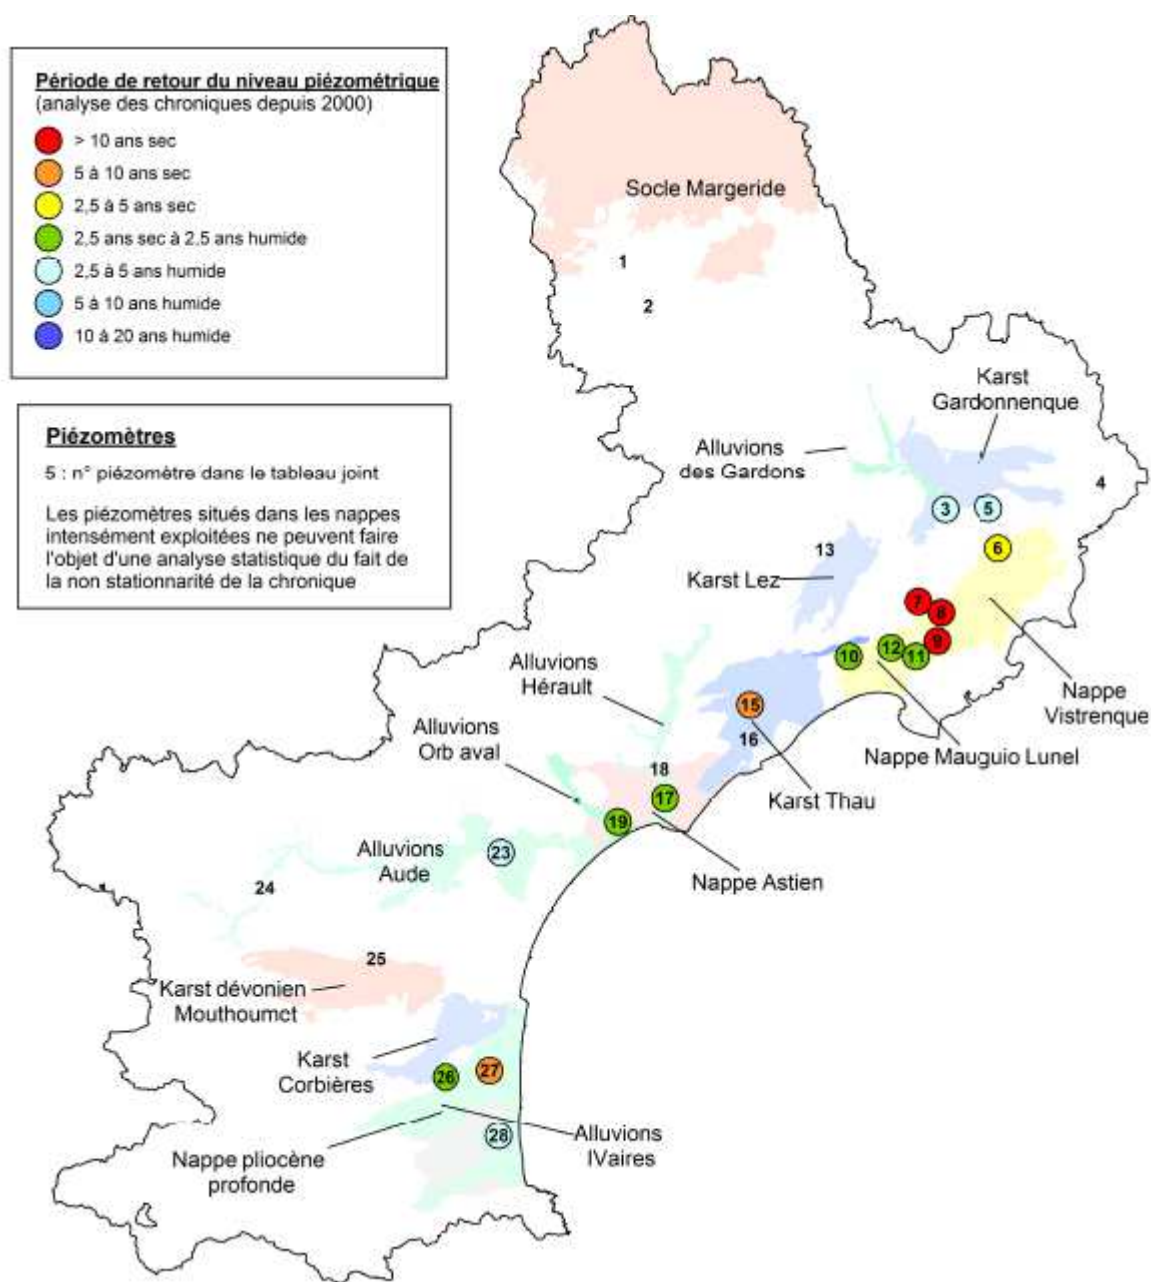 Période de retour du niveau piézométrique
(analyse des chroniques depuis 2000)
> 10 ans sec
5 à 10 ans sec
2,5 à 5 ans sec
2,5 ans sec à 2,5 ans humide
2,5 à 5 ans humide
5 à 10 ans humide
10 à 20 ans humide
Piézomètres
5 : n° piézomètre dans le tableau joint
Les piézomètres situés dans les nappes
intensément exploitées ne peuvent faire
l'objet d'une analyse statistique du fait de
la non stationnarité de la chronique
Socle Margeride
1
2
Karst
Gardonnenque
Alluvions
des Gardons
4
3
5
6
13
Karst Lez
7
8
9
10
12
11
Alluvions
Hérault
Nappe
Vistrenque
15
16
Nappe Mauguio Lunel
Alluvions
Orb aval
18
17
Karst Thau
19
Alluvions
Aude
23
Nappe Astien
24
25
Karst dévonien
Mouthoumct
Karst
Corbières
26
27
28
Alluvions
IVaires
Nappe pliocène
profonde